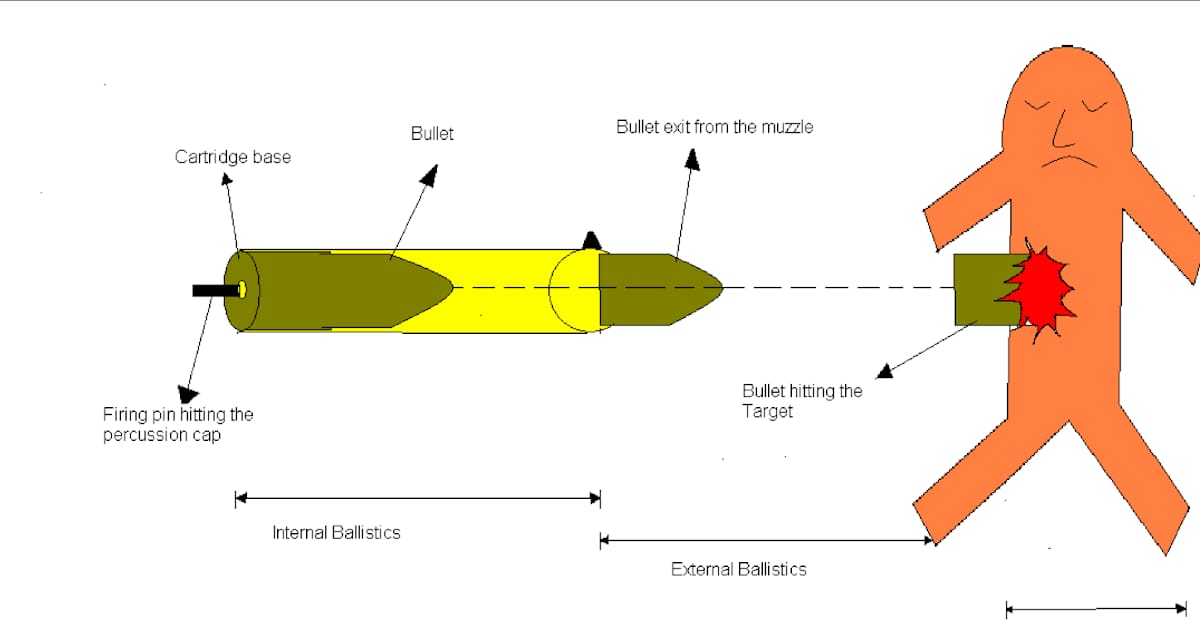 Bullet exit from the muzzle
Bullet
Cartridge base
Bullet hitting the
Target
Firing pin hitting the
percussion cap
Internal Ballistics
External Ballistics